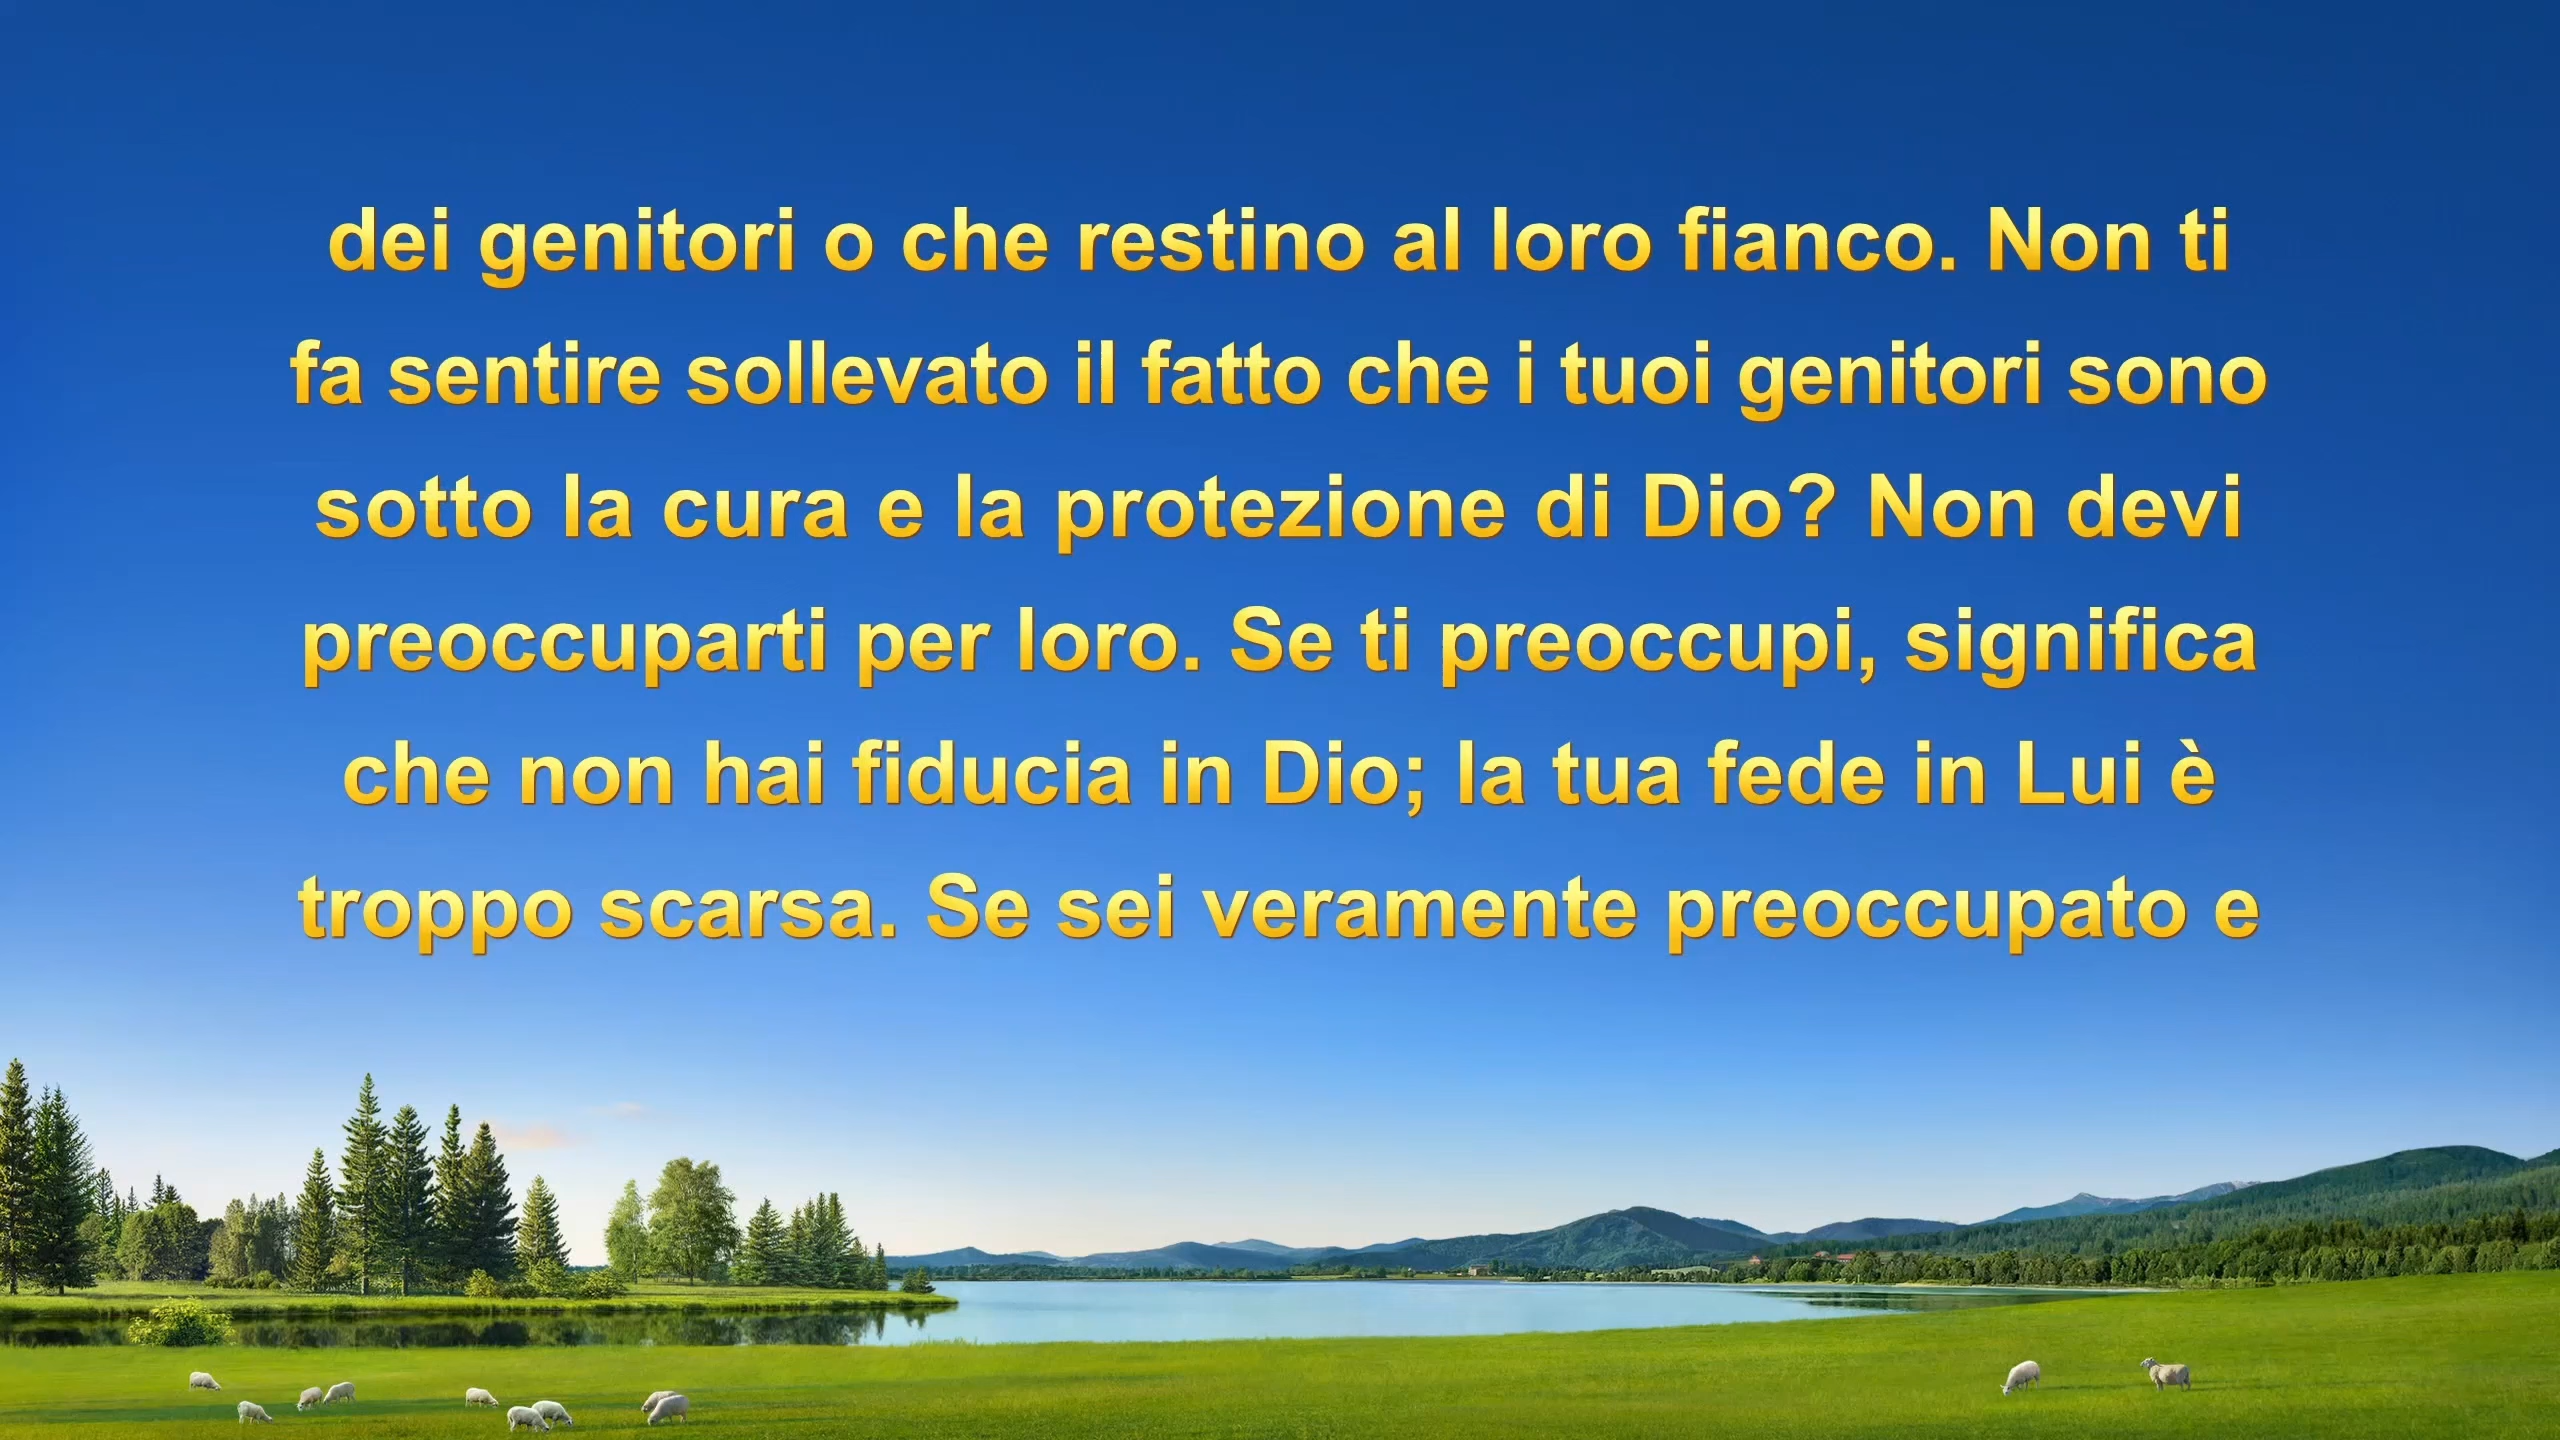 dei genitori o che restino al loro fianco. Non ti
fa sentire sollevato il fatto che i tuoi genitori sono
sotto la cura e la protezione di Dio? Non devi
preoccuparti per loro. Se ti preoccupi, significa
che non hai fiducia in Dio; la tua fede in Lui è
troppo scarsa. Se sei veramente preoccupato e